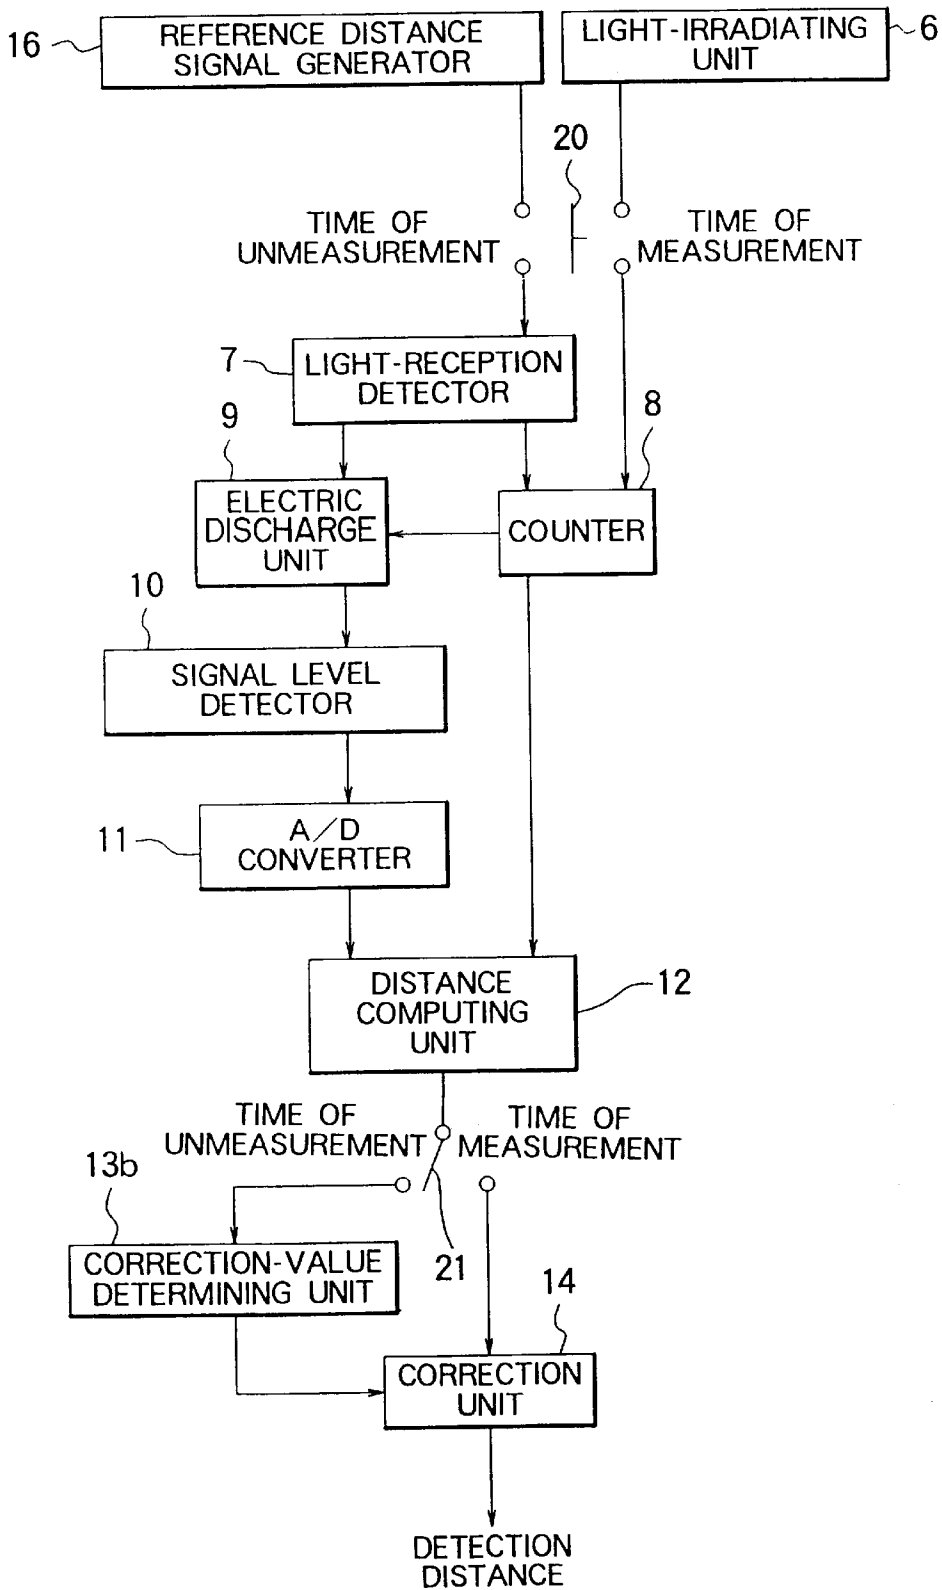 16
REFERENCE DISTANCE
SIGNAL GENERATOR
LIGHT-IRRADIATING
UNIT
6
20
TIME OF
UNMEASUREMENT
TIME OF
MEASUREMENT
7
LIGHT-RECEPTION
DETECTOR
9
8
ELECTRIC
DISCHARGE
UNIT
COUNTER
10
SIGNAL LEVEL
DETECTOR
11
A/D
CONVERTER
DISTANCE
COMPUTING
UNIT
12
TIME OF
UNMEASUREMENT
TIME OF
MEASUREMENT
13b
21
CORRECTION-VALUE
DETERMINING UNIT
14
CORRECTION
UNIT
DETECTION
DISTANCE